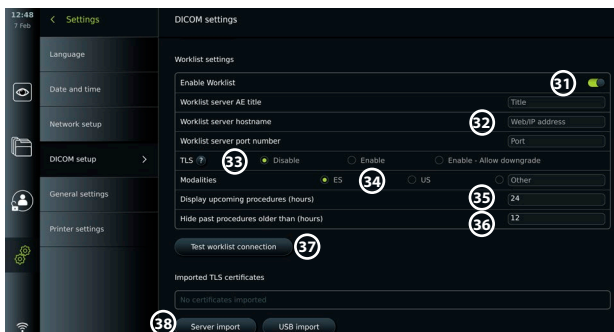 12:48
7 Feb
< Settings
DICOM settings
Language
Date and time
Network setup
DICOM setup >
General settings
Printer settings
Worklist settings
Enable Worklist 31
Worklist server AE title Title
Worklist server hostname 32 Web/IP address
Worklist server port number Port
TLS ? 33 Disable Enable Enable - Allow downgrade
Modalities ES 34 US Other
Display upcoming procedures (hours) 35 24
Hide past procedures older than (hours) 36 12
Test worklist connection 37
Imported TLS certificates
No certificates imported
38 Server import USB import